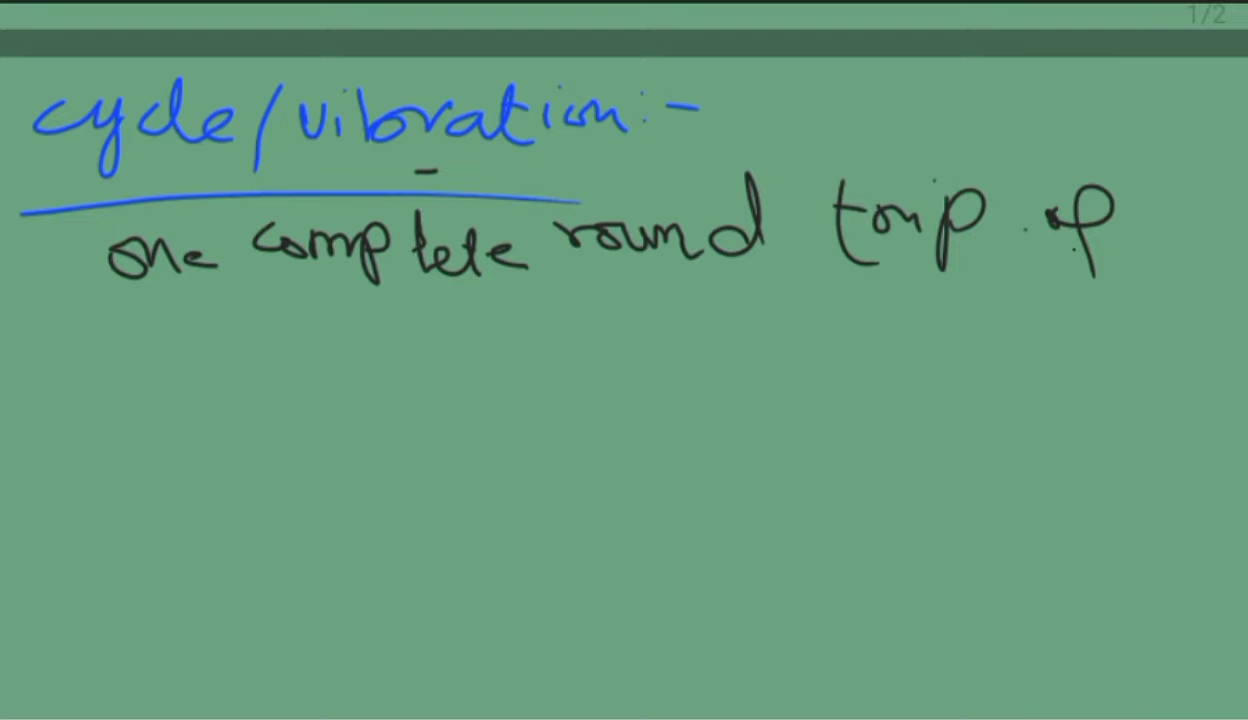 1/2
cycle/vibration:-
one complete round trip of